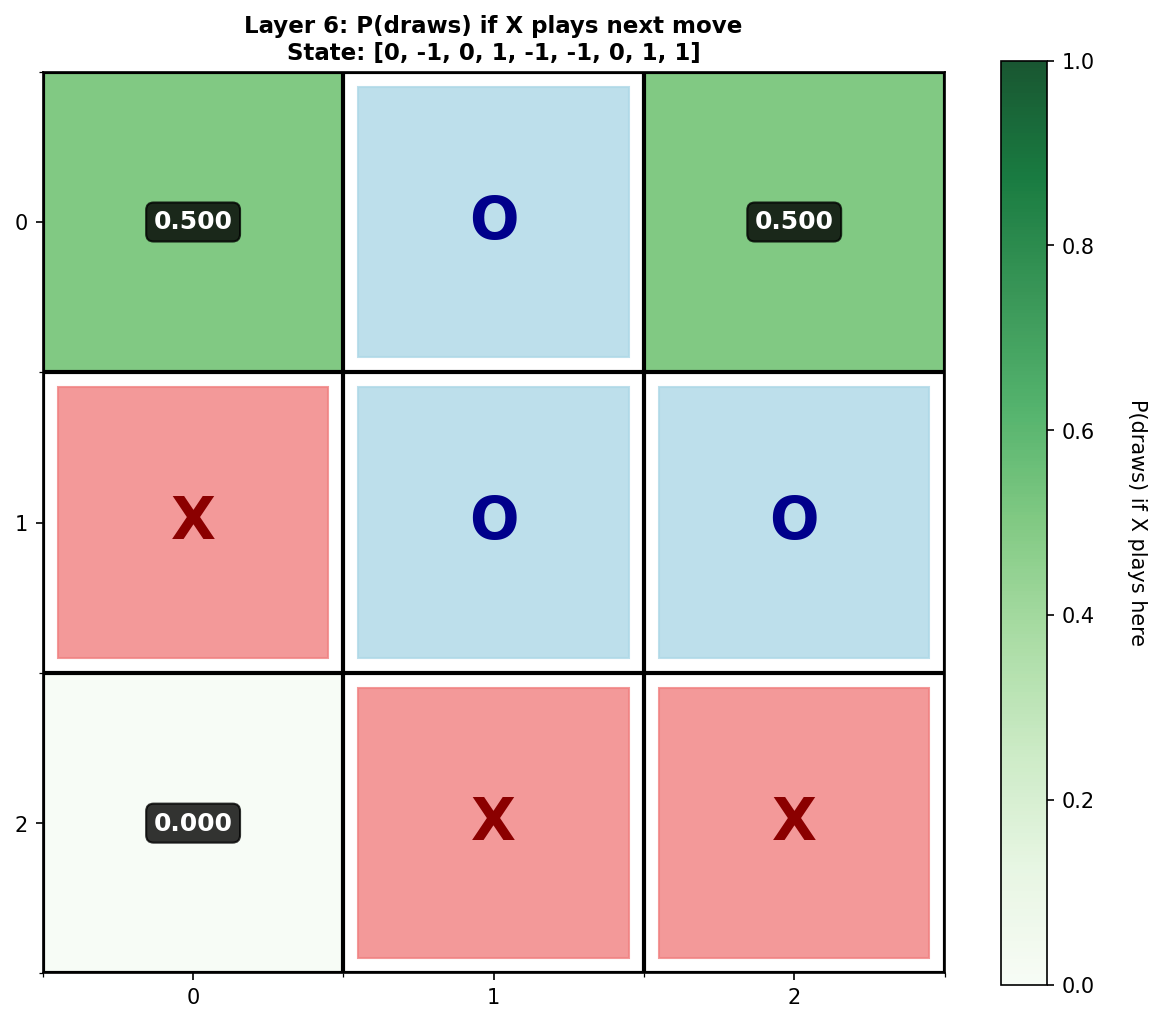 Layer 6: P(draws) if X plays next move
State: [0, -1, 0, 1, -1, -1, 0, 1, 1]
0.500
O
0.500
X
O
O
0.000
X
X
0
1
2
0
1
2
1.0
0.8
0.6
0.4
0.2
0.0
P(draws) if X plays here